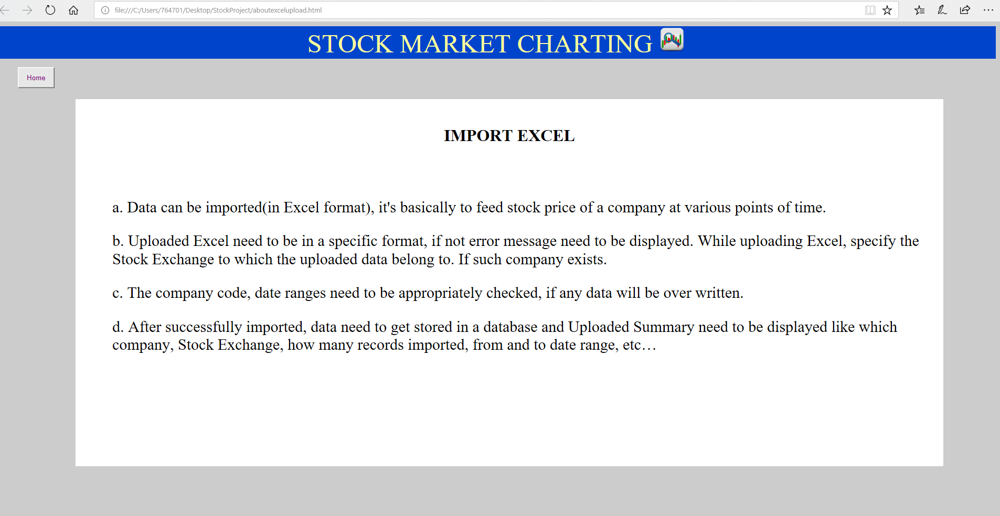 file:///C:/Users/764701/Desktop/StockProject/aboutexcelupload.html
STOCK MARKET CHARTING
Home
IMPORT EXCEL
a. Data can be imported(in Excel format), it's basically to feed stock price of a company at various points of time.
b. Uploaded Excel need to be in a specific format, if not error message need to be displayed. While uploading Excel, specify the
Stock Exchange to which the uploaded data belong to. If such company exists.
c. The company code, date ranges need to be appropriately checked, if any data will be over written.
d. After successfully imported, data need to get stored in a database and Uploaded Summary need to be displayed like which
company, Stock Exchange, how many records imported, from and to date range, etc…